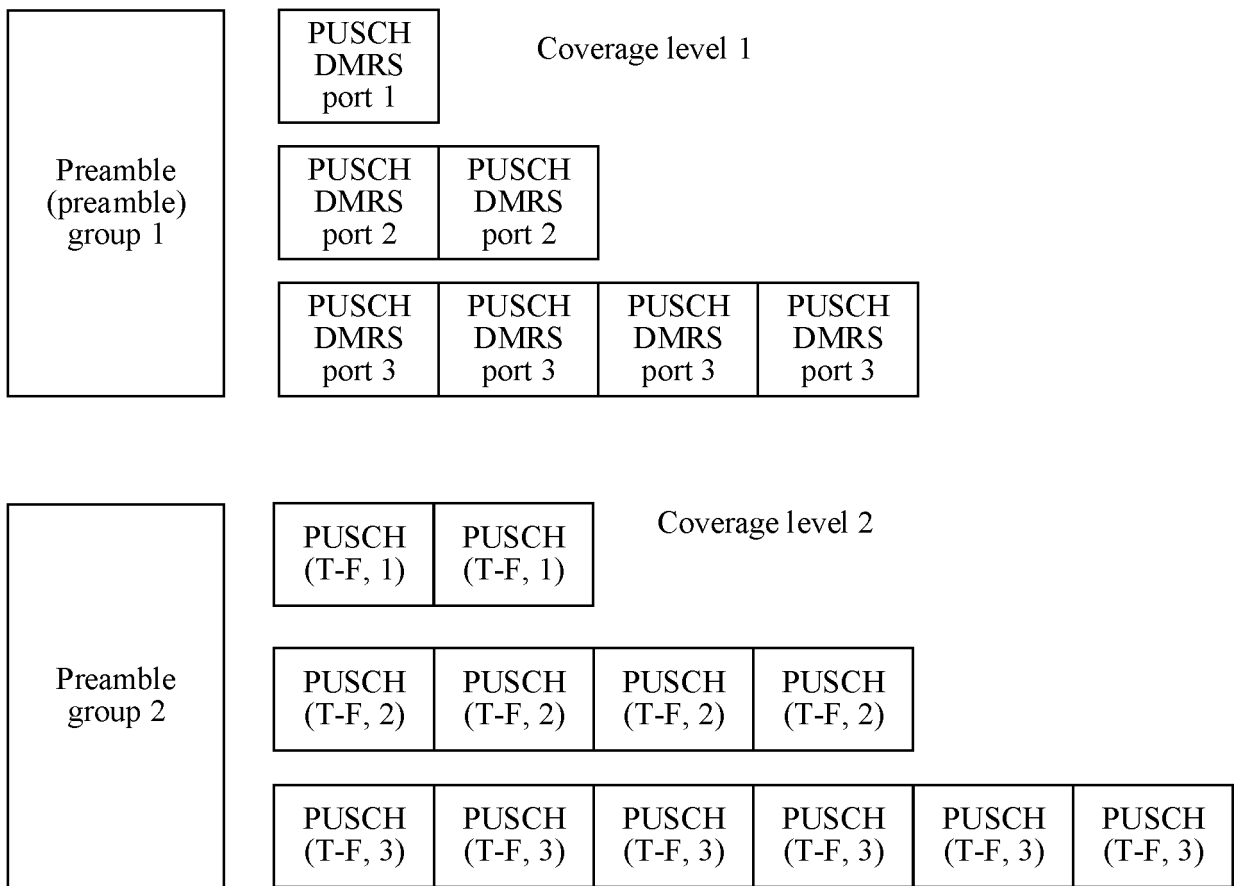 PUSCH
DMRS
port 1
Coverage level 1
Preamble
(preamble)
group 1
PUSCH
DMRS
port 2
PUSCH
DMRS
port 2
PUSCH
DMRS
port 3
PUSCH
DMRS
port 3
PUSCH
DMRS
port 3
PUSCH
DMRS
port 3
PUSCH
(T-F, 1)
PUSCH
(T-F, 1)
Coverage level 2
Preamble
group 2
PUSCH
(T-F, 2)
PUSCH
(T-F, 2)
PUSCH
(T-F, 2)
PUSCH
(T-F, 2)
PUSCH
(T-F, 3)
PUSCH
(T-F, 3)
PUSCH
(T-F, 3)
PUSCH
(T-F, 3)
PUSCH
(T-F, 3)
PUSCH
(T-F, 3)